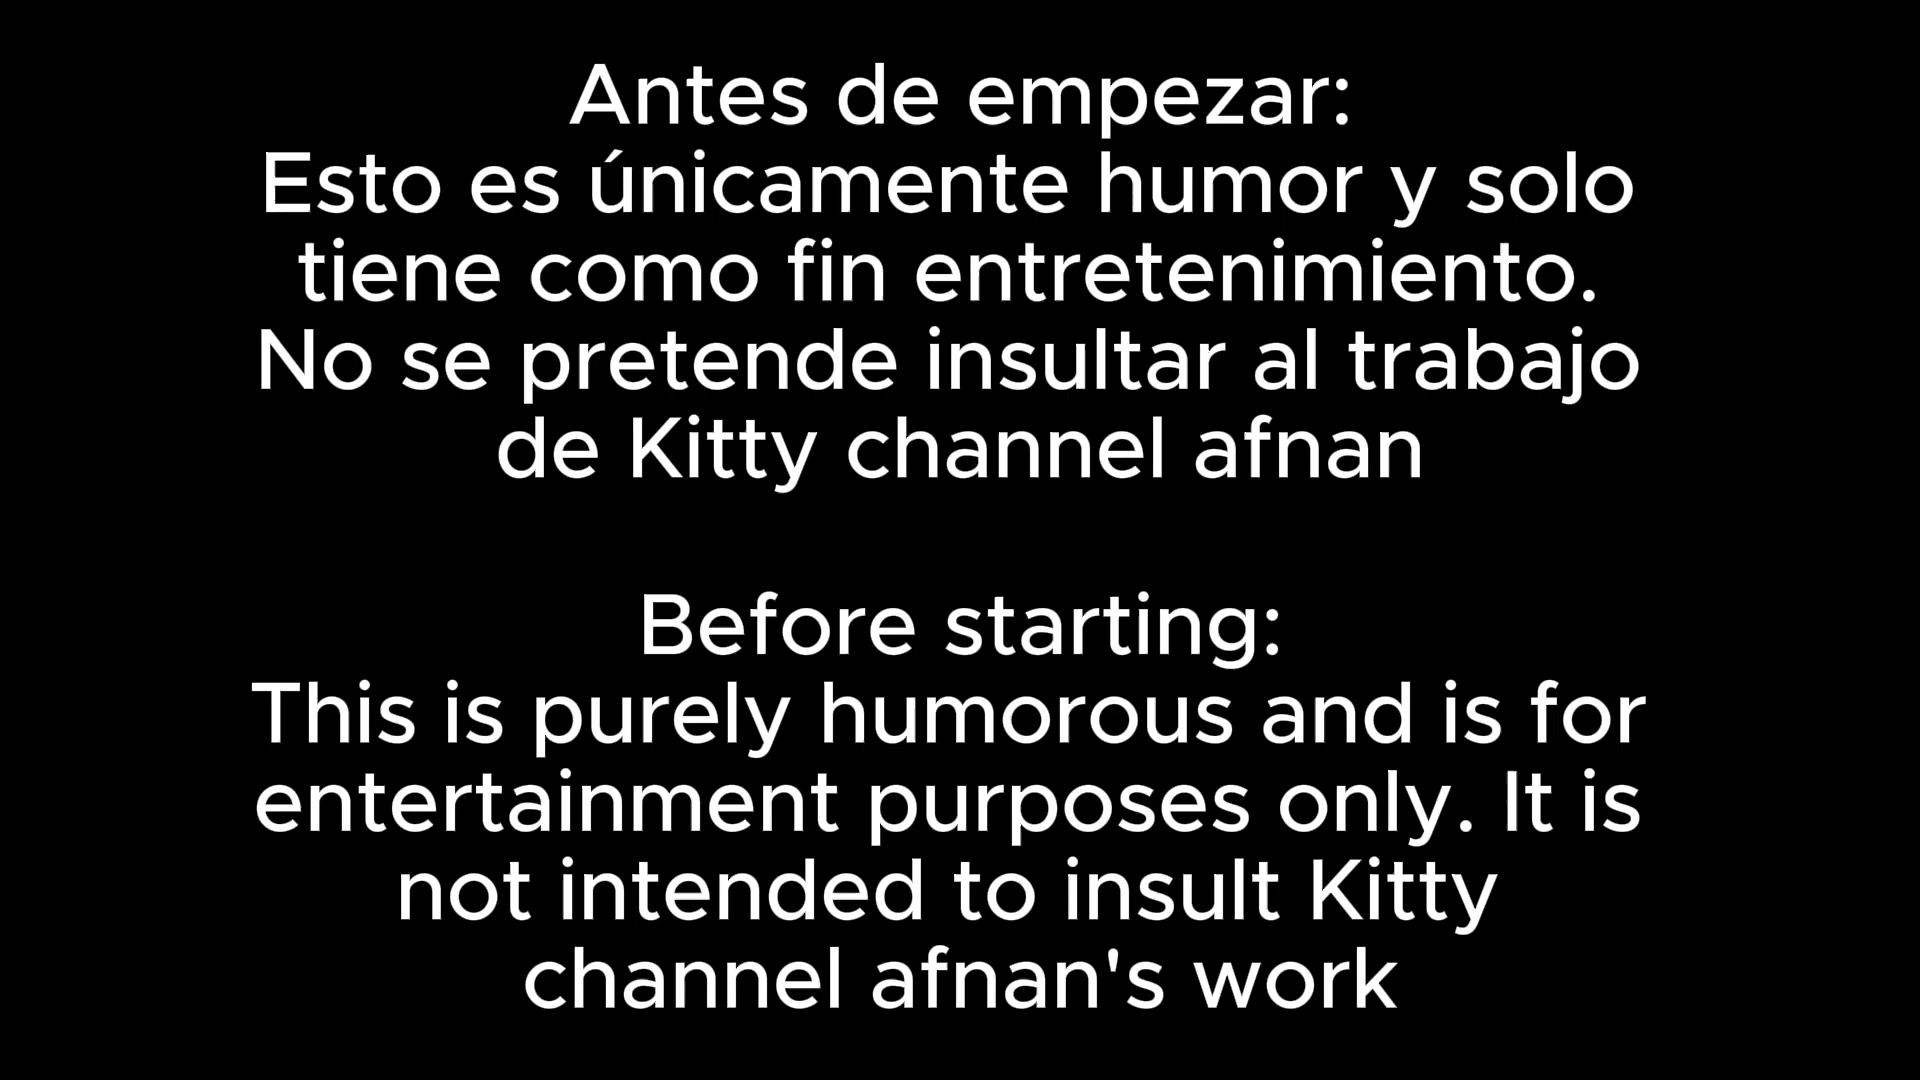 Antes de empezar:
Esto es únicamente humor y solo
tiene como fin entretenimiento.
No se pretende insultar al trabajo
de Kitty channel afnan
Before starting:
This is purely humorous and is for
entertainment purposes only. It is
not intended to insult Kitty
channel afnan's work